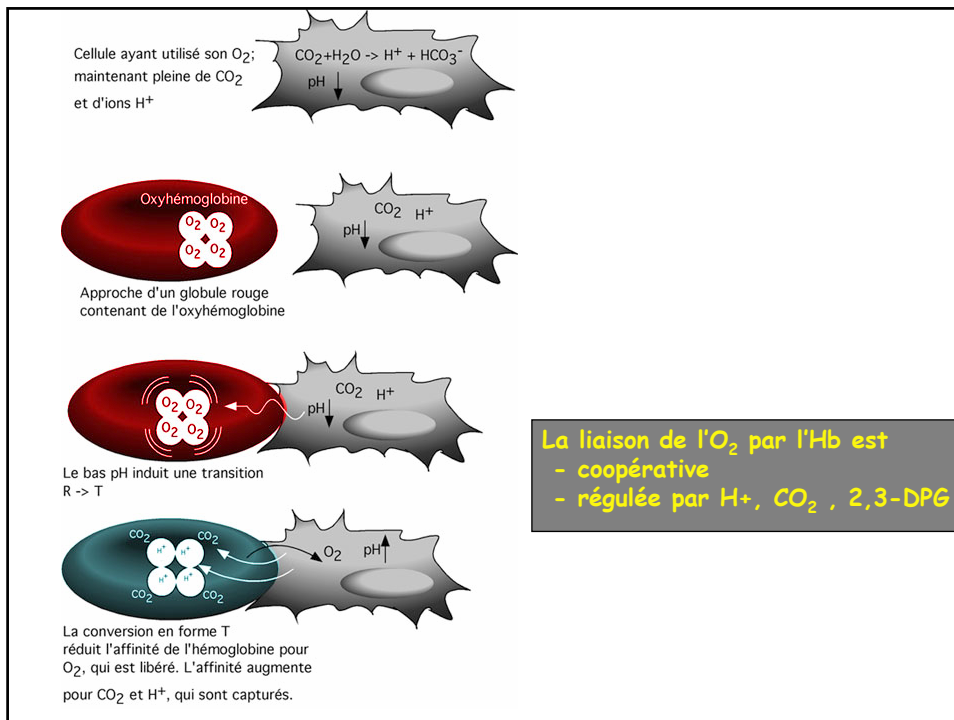 Cellule ayant utilisé son O₂;
maintenant pleine de CO₂
et d'ions H⁺
CO₂+H₂O -> H⁺ + HCO₃⁻
pH
Oxyhémoglobine
O₂ O₂
O₂ O₂
CO₂ H⁺
pH
Approche d'un globule rouge
contenant de l'oxyhémoglobine
O₂ O₂
O₂ O₂
CO₂ H⁺
pH
Le bas pH induit une transition
R -> T
La liaison de l'O₂ par l'Hb est
- coopérative
- régulée par H+, CO₂ , 2,3-DPG
CO₂ CO₂
H⁺ H⁺
H⁺ H⁺
CO₂ CO₂
O₂ pH
La conversion en forme T
réduit l'affinité de l'hémoglobine pour
O₂, qui est libéré. L'affinité augmente
pour CO₂ et H⁺, qui sont capturés.